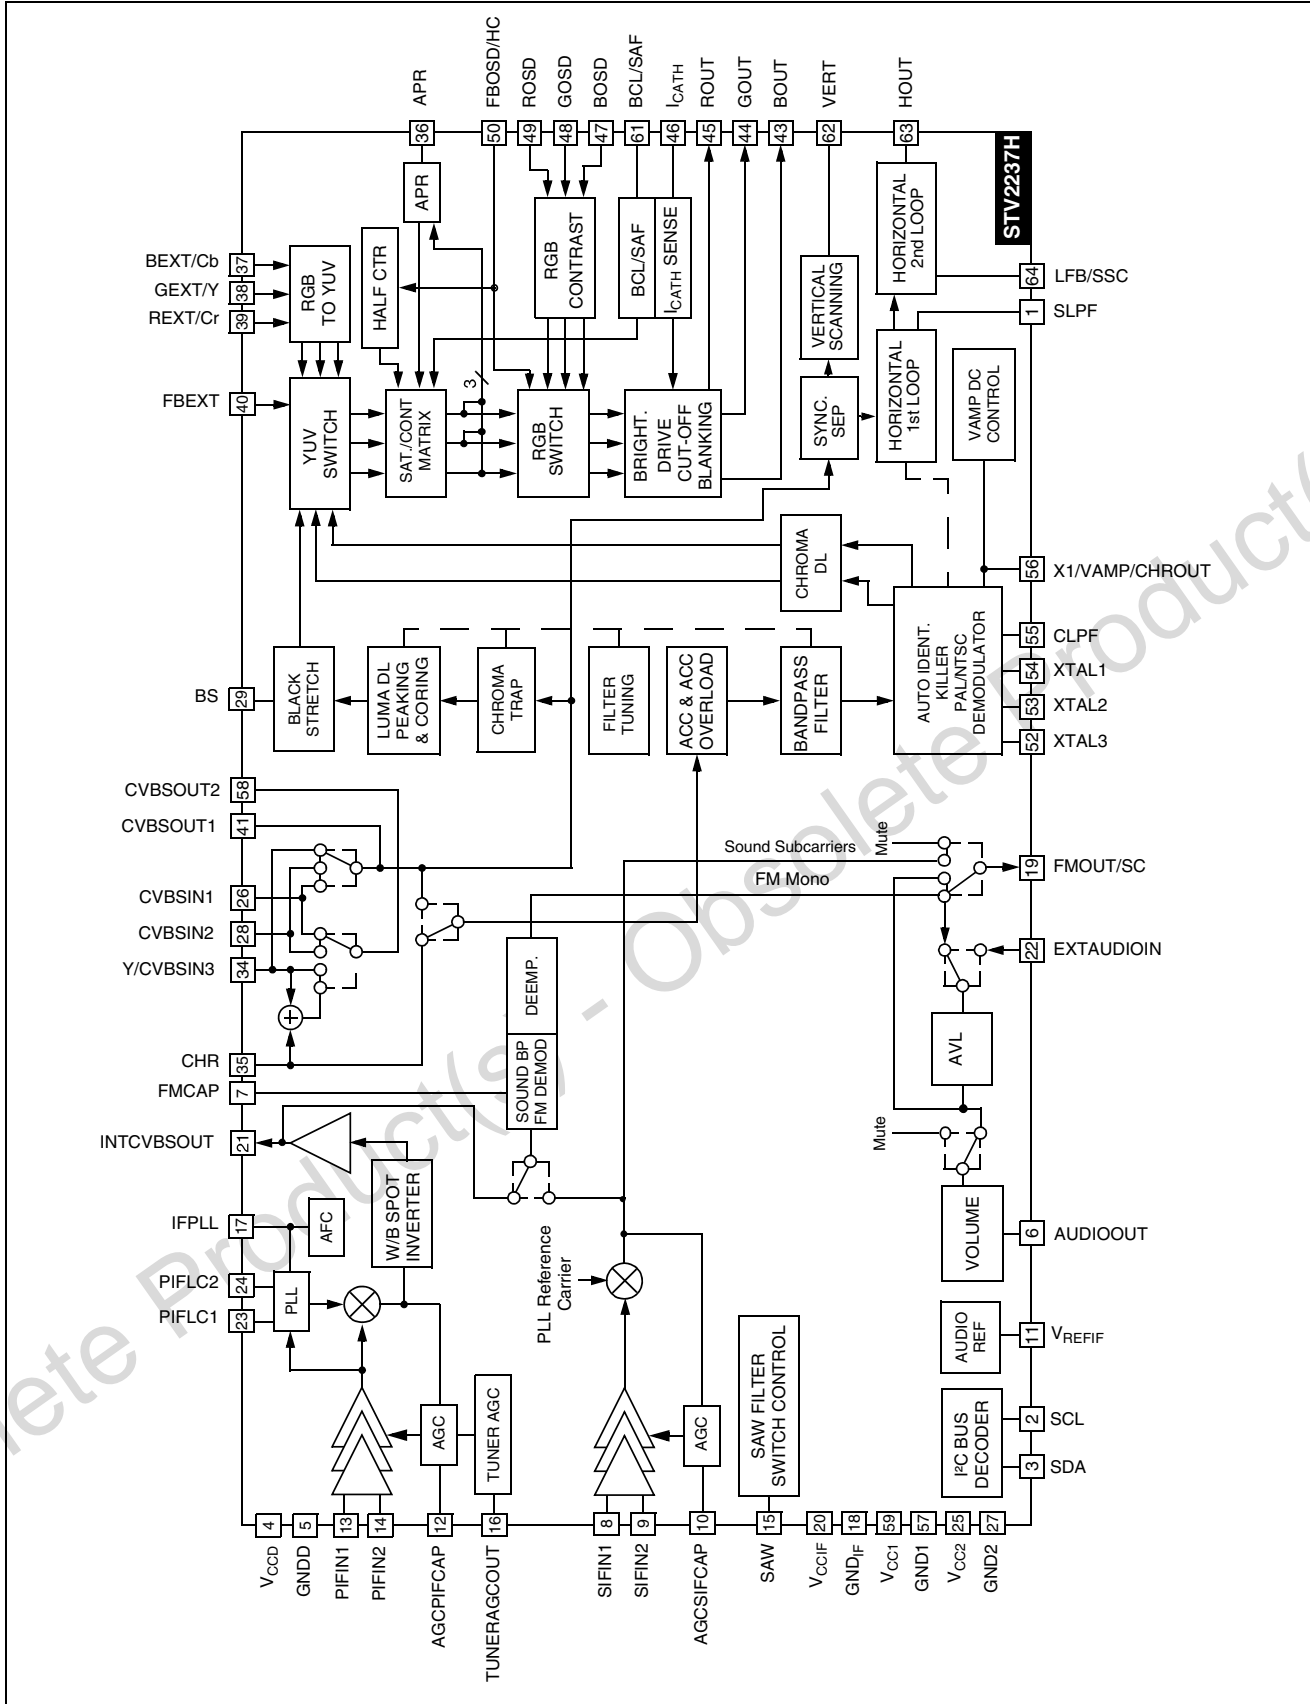 APR
FBOSD/HC
ROSD
GOSD
BOSD
BCL/SAF
ICATH
ROUT
GOUT
BOUT
VERT
HOUT
36
50
49
48
47
61
46
45
44
43
62
63
STV2237H
BEXT/Cb
37
GEXT/Y
38
REXT/Cr
39
FBEXT
40
RGB
TO YUV
HALF CTR
APR
RGB
CONTRAST
BCL/SAF
ICATH SENSE
VERTICAL
SCANNING
HORIZONTAL
2nd LOOP
64
LFB/SSC
1
SLPF
YUV
SWITCH
SAT./CONT
MATRIX
3
RGB
SWITCH
BRIGHT.
DRIVE
CUT-OFF
BLANKING
SYNC.
SEP
HORIZONTAL
1st LOOP
VAMP DC
CONTROL
CHROMA
DL
56
X1/VAMP/CHROUT
55
CLPF
54
XTAL1
53
XTAL2
52
XTAL3
BS
29
BLACK
STRETCH
LUMA DL
PEAKING
& CORING
CHROMA
TRAP
FILTER
TUNING
ACC & ACC
OVERLOAD
BANDPASS
FILTER
AUTO IDENT.
KILLER
PAL/NTSC
DEMODULATOR
CVBSOUT2
58
CVBSOUT1
41
CVBSIN1
26
CVBSIN2
28
Y/CVBSIN3
34
CHR
35
FMCAP
7
INTCVBSOUT
21
+
Sound Subcarriers
Mute
FM Mono
19
FMOUT/SC
22
EXTAUDIOIN
DEEMP.
SOUND BP
FM DEMOD
AVL
Mute
VOLUME
6
AUDIOOUT
IFPLL
17
PIFLC2
24
PIFLC1
23
AFC
PLL
W/B SPOT
INVERTER
PLL Reference
Carrier
AUDIO
REF
11
VREFIF
AGC
TUNER AGC
AGC
SAW FILTER
SWITCH CONTROL
I²C BUS
DECODER
2
SCL
3
SDA
4
5
13
14
12
16
8
9
10
15
20
18
59
57
25
27
VCCD
GNDD
PIFIN1
PIFIN2
AGCPIFCAP
TUNERAGCOUT
SIFIN1
SIFIN2
AGCSIFCAP
SAW
VCCIF
GNDIF
VCC1
GND1
VCC2
GND2
lete Product(s) - Obsolete Product(